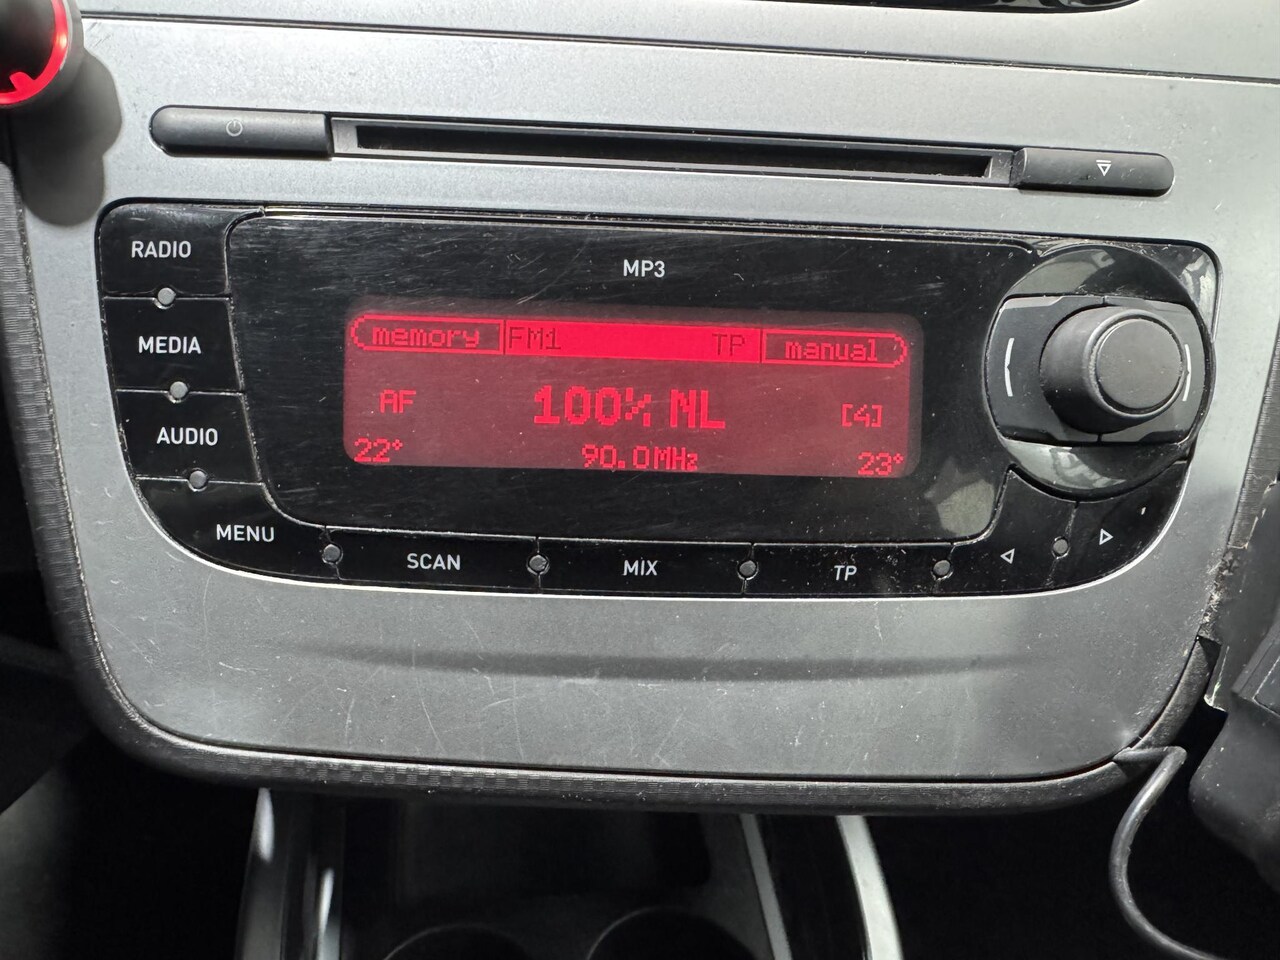 RADIO
MP3
MEDIA
AUDIO
MENU
memory FM1 TP manual
AF 100% NL [4]
22° 90.0MHz 23°
SCAN MIX TP